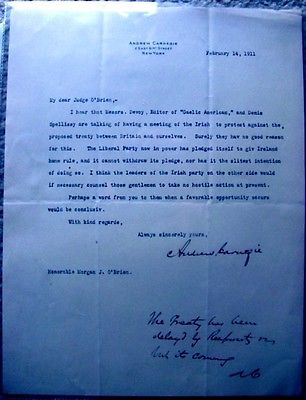 ANDREW CARNEGIE
2 EAST 91ST STREET
NEW YORK
February 14, 1911
My dear Judge O'Brien,-
I hear that Messrs. Devoy, Editor of "Gaelic American," and Denis
Spellissy are talking of having a meeting of the Irish to protest against the
proposed treaty between Britain and ourselves. Surely they hav no good reason
for this. The Liberal Party now in power has pledged itself to giv Ireland
home rule, and it cannot withdraw its pledge, nor has it the slitest intention
of doing so. I think the leaders of the Irish party on the other side would
if necessary counsel those gentlemen to take no hostile action at present.
Perhaps a word from you to them when a favorable opportunity occurs
would be conclusiv.
With kind regards,
Always sincerely yours,
Andrew Carnegie
Honorable Morgan J. O'Brien.
The Treaty has been
delayd by
but its coming
AC